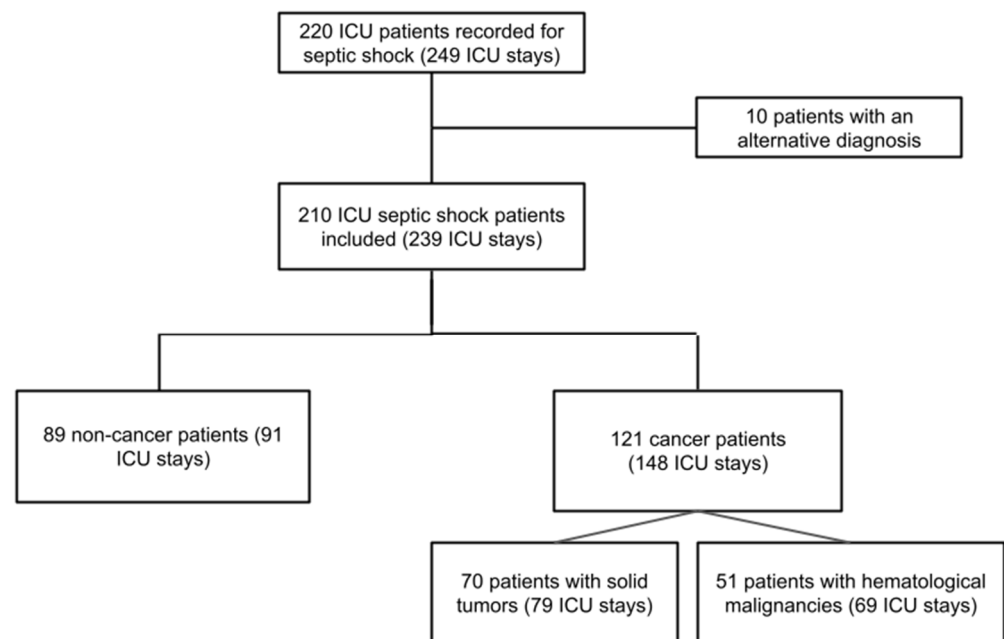 220 ICU patients recorded for
septic shock (249 ICU stays)
10 patients with an
alternative diagnosis
210 ICU septic shock patients
included (239 ICU stays)
89 non-cancer patients (91
ICU stays)
121 cancer patients
(148 ICU stays)
70 patients with solid
tumors (79 ICU stays)
51 patients with hematological
malignancies (69 ICU stays)